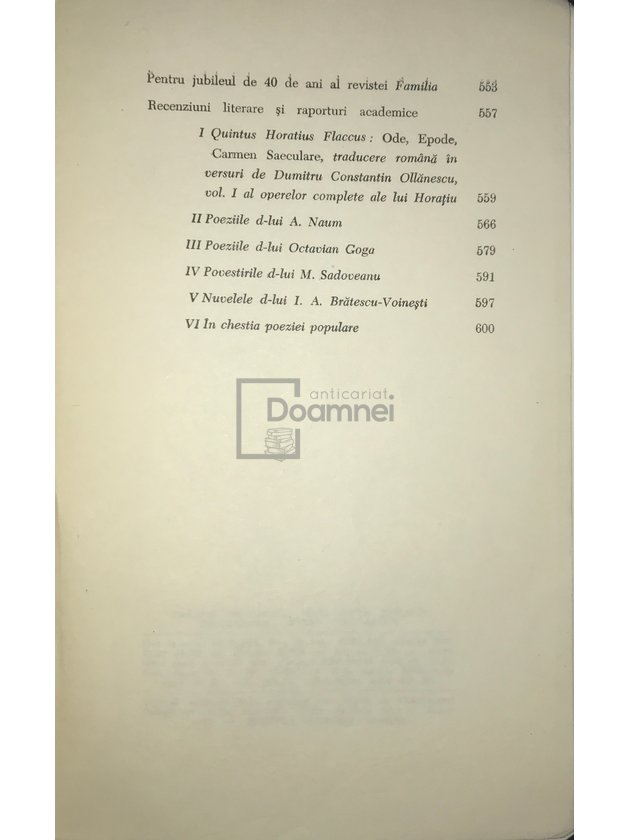 Pentru jubileul de 40 de ani al revistei Familia 553
Recenziuni literare și raporturi academice 557
I Quintus Horatius Flaccus : Ode, Epode,
Carmen Saeculare, traducere română în
versuri de Dumitru Constantin Ollănescu,
vol. I al operelor complete ale lui Horațiu 559
II Poeziile d-lui A. Naum 566
III Poeziile d-lui Octavian Goga 579
IV Povestirile d-lui M. Sadoveanu 591
V Nuvelele d-lui I. A. Brătescu-Voinești 597
VI În chestia poeziei populare 600
anticariat
Doamnei